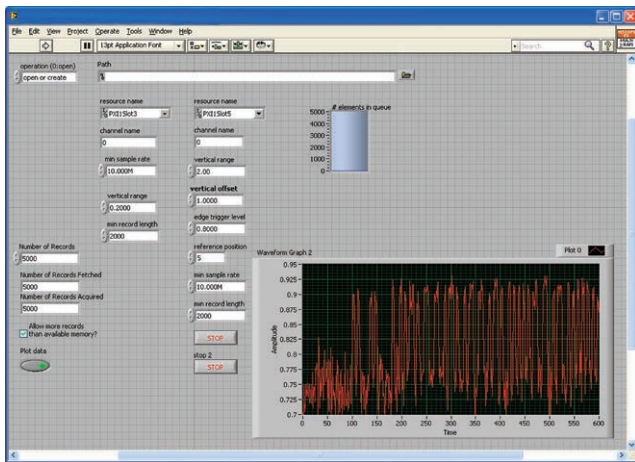 File Edit View Project Operate Tools Window Help
13pt Application Font
Search
operation (0:open)
open or create
Path
resource name
PXI1Slot3
channel name
0
min sample rate
10.000M
vertical range
0.2000
min record length
2000
resource name
PXI1Slot5
channel name
0
vertical range
2.00
vertical offset
1.0000
edge trigger level
0.8000
reference position
5
min sample rate
10.000M
min record length
2000
STOP
stop 2
STOP
# elements in queue
5000
4000
3000
2000
1000
0
Number of Records
5000
Number of Records Fetched
5000
Number of Records Acquired
5000
Allow more records
than available memory?
Plot data
Waveform Graph 2
Plot 0
Amplitude
0.95
0.925
0.9
0.875
0.85
0.825
0.8
0.775
0.75
0.725
0.7
0 50 100 150 200 250 300 350 400 450 500 550 600
Time